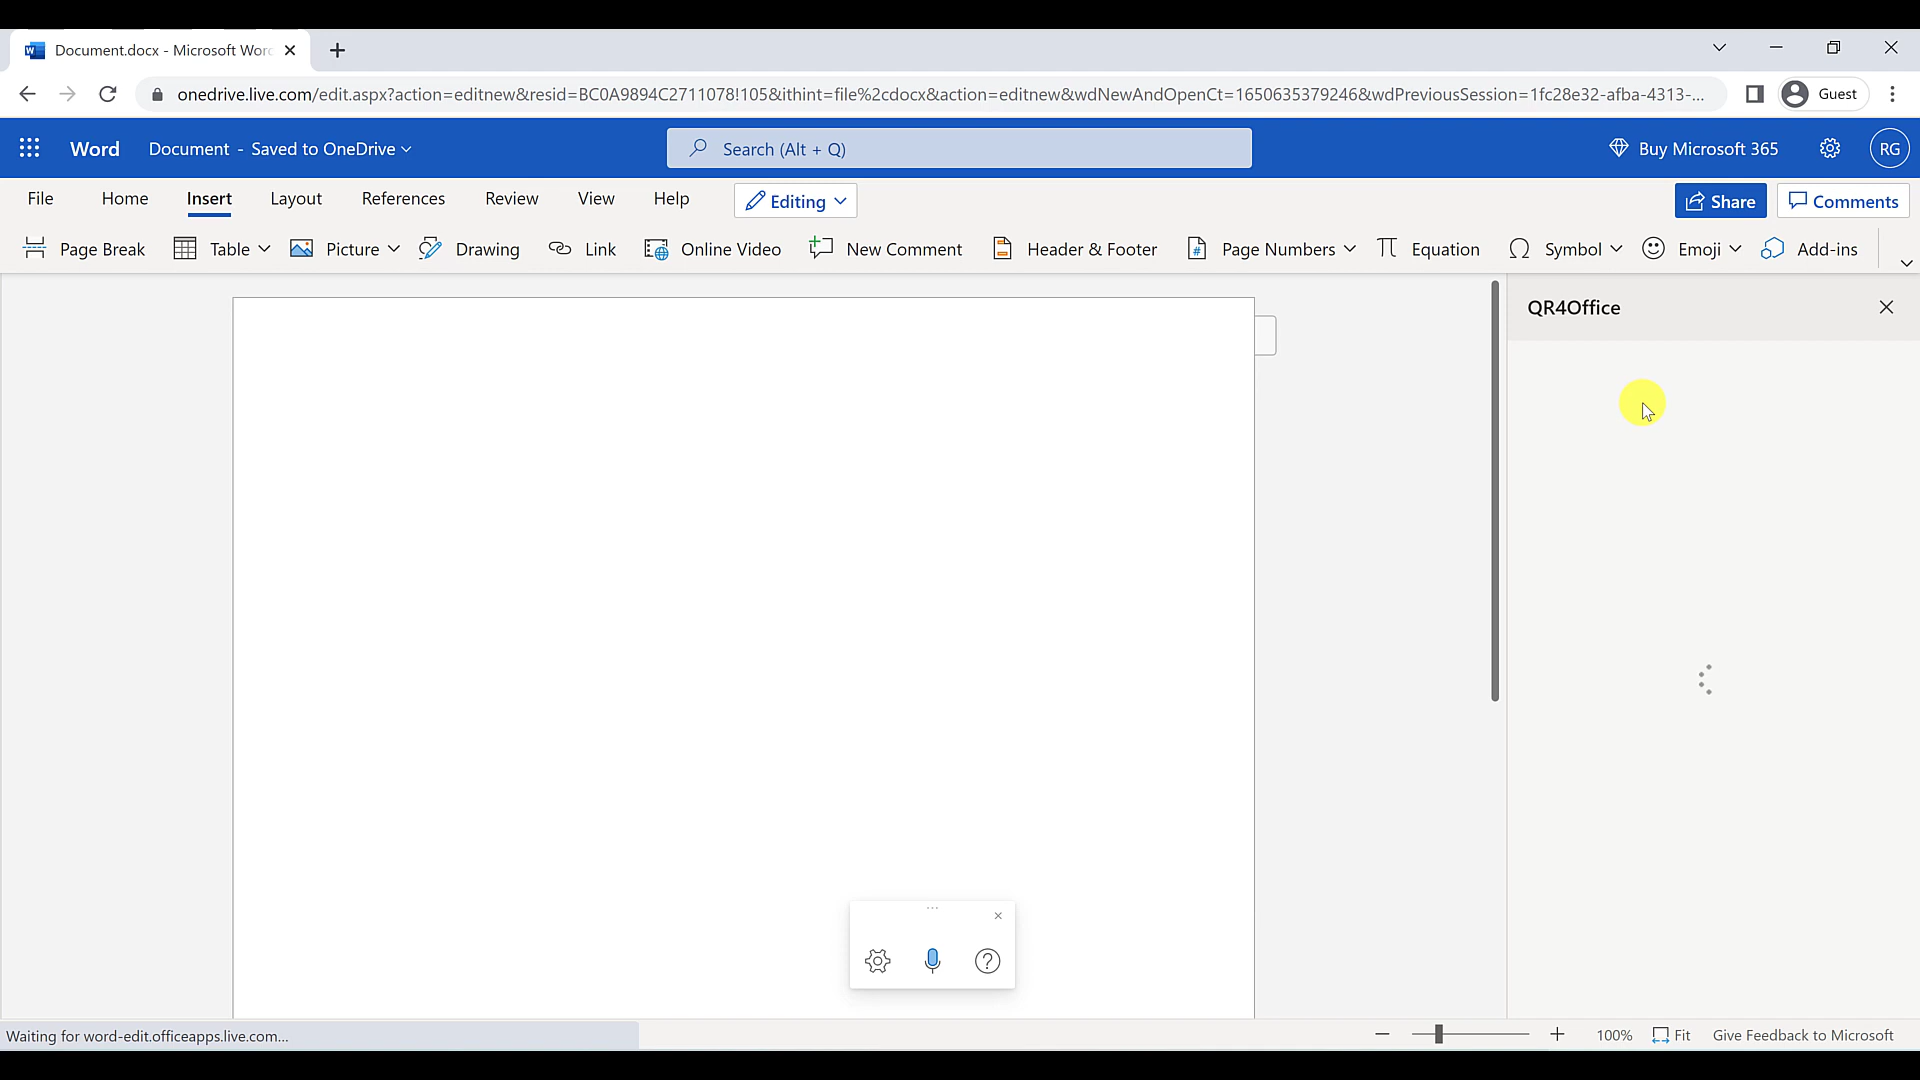 Document.docx - Microsoft Word
onedrive.live.com/edit.aspx?action=editnew&resid=BC0A9894C2711078!105&ithint=file%2cdocx&action=editnew&wdNewAndOpenCt=1650635379246&wdPreviousSession=1fc28e32-afba-4313-...
Guest
Word Document - Saved to OneDrive
Search (Alt + Q)
Buy Microsoft 365
RG
File Home Insert Layout References Review View Help Editing Share Comments
Page Break Table Picture Drawing Link Online Video New Comment Header & Footer Page Numbers Equation Symbol Emoji Add-ins
QR4Office
Waiting for word-edit.officeapps.live.com...
100% Fit Give Feedback to Microsoft